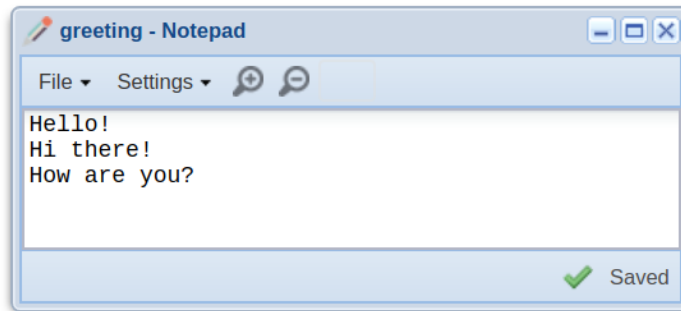 greeting - Notepad
File Settings
Hello!
Hi there!
How are you?
Saved